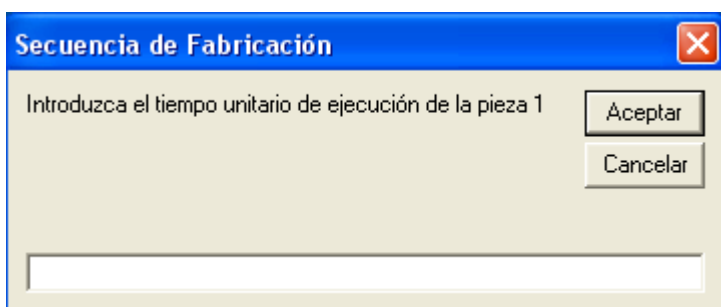 Secuencia de Fabricación
Introduzca el tiempo unitario de ejecución de la pieza 1
Aceptar
Cancelar